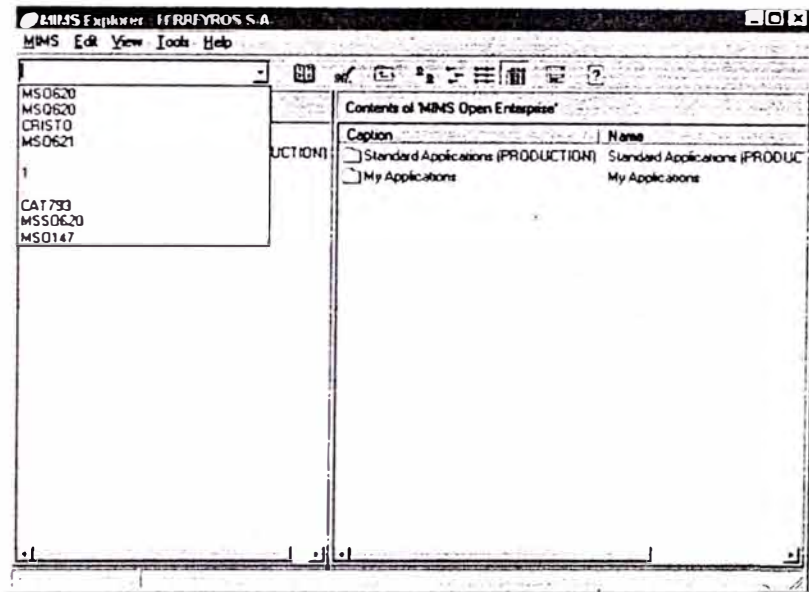 MIMS Explorer - FERREYROS S.A.
MIMS Edit View Tools Help
MSO620
MSQ620
CRISTO
MSO621
1
CAT793
MSSO620
MSO147
UCTION)
Contents of 'MIMS Open Enterprise'
Caption Name
Standard Applications (PRODUCTION) Standard Applications (PRODUC
My Applications My Applications